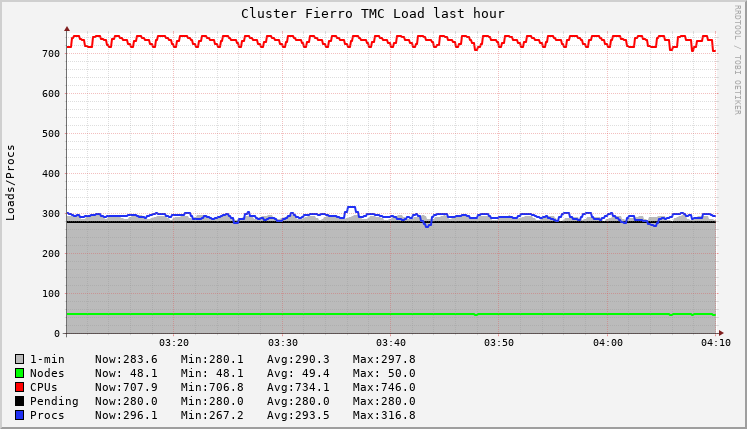 Cluster Fierro TMC Load last hour
RRDTOOL / TOBI OETIKER
Loads/Procs
700
600
500
400
300
200
100
0
03:20 03:30 03:40 03:50 04:00 04:10
1-min Now:283.6 Min:280.1 Avg:290.3 Max:297.8
Nodes Now: 48.1 Min: 48.1 Avg: 49.4 Max: 50.0
CPUs Now:707.9 Min:706.8 Avg:734.1 Max:746.0
Pending Now:280.0 Min:280.0 Avg:280.0 Max:280.0
Procs Now:296.1 Min:267.2 Avg:293.5 Max:316.8